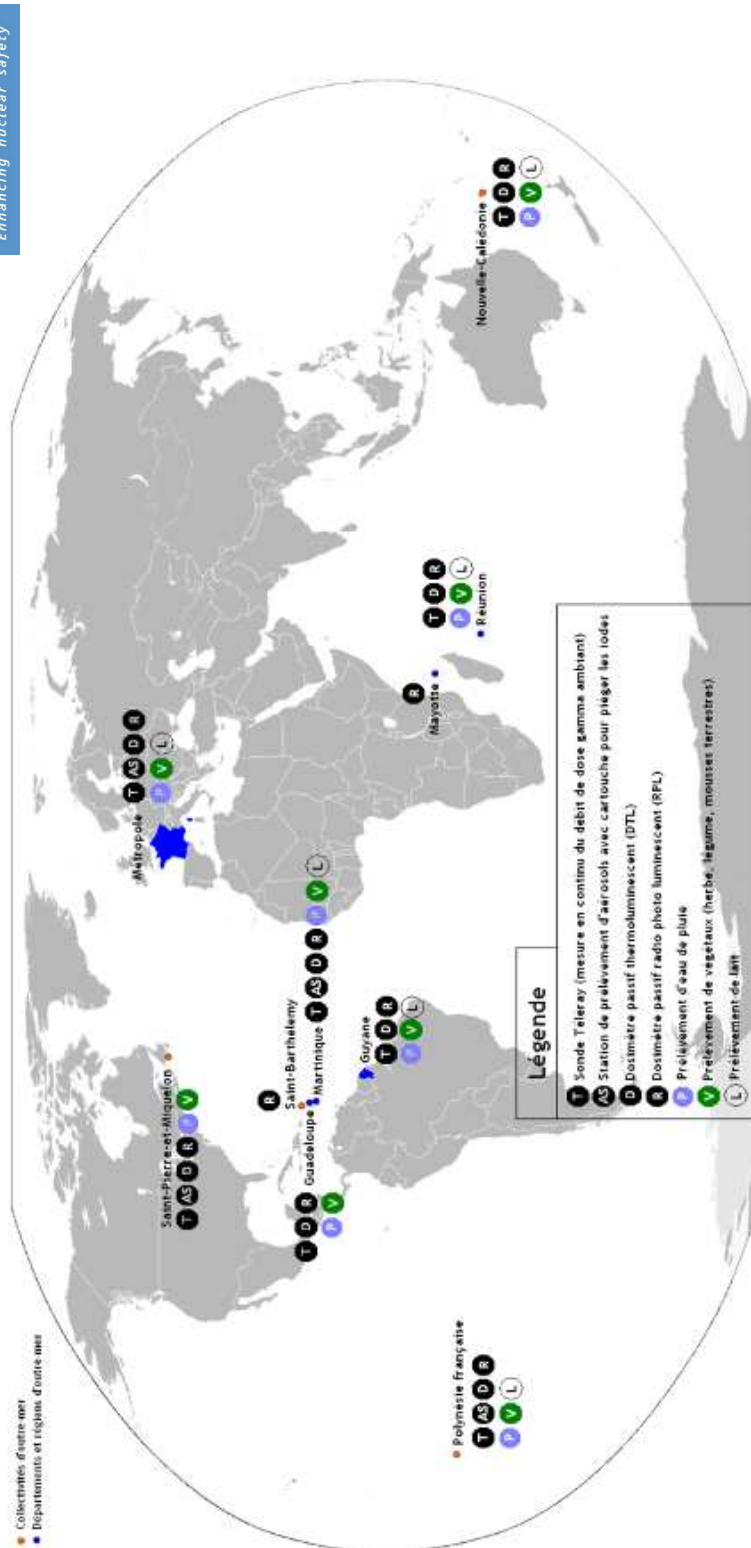 Enhancing nuclear safety
Collectivités d'outre-mer
Départements et régions d'outre-mer
Saint-Pierre-et-Miquelon
T AS D R P V
Métropole
T AS D R
P V L
R
Saint-Barthélemy
Guadeloupe
T D R
P V
Martinique T AS D R P V L
Guyane
T D R
P V L
R
Mayotte
T D R
P V L
Réunion
Nouvelle-Calédonie
T D R
P V L
Polynésie française
T AS D R
P V L
Légende
T Sonde Téléray (mesure en continu du débit de dose gamma ambiant)
AS Station de prélèvement d'aérosols avec cartouche pour piéger les iodes
D Dosimètre passif thermoluminescent (DTL)
R Dosimètre passif radio photo luminescent (RPL)
P Prélèvement d'eau de pluie
V Prélèvement de végétaux (herbe, légume, mousses terrestres)
L Prélèvement de lait